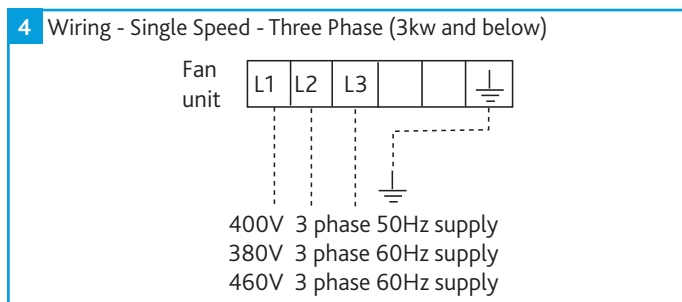 4 Wiring - Single Speed - Three Phase (3kw and below)
Fan
unit
L1 L2 L3
400V 3 phase 50Hz supply
380V 3 phase 60Hz supply
460V 3 phase 60Hz supply